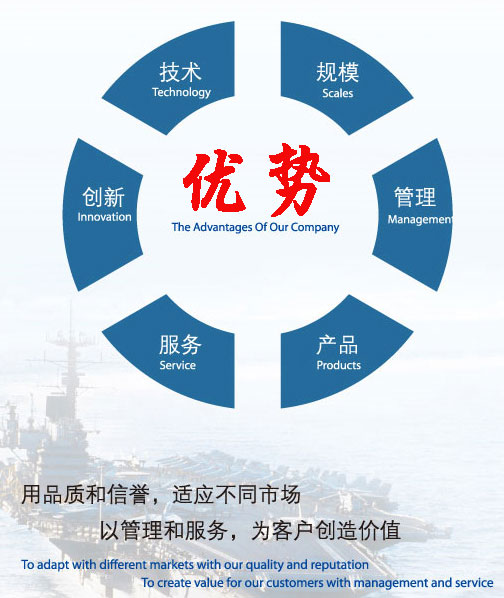 技术
Technology
规模
Scales
创新
Innovation
优势
The Advantages Of Our Company
管理
Management
服务
Service
产品
Products
用品质和信誉，适应不同市场
以管理和服务，为客户创造价值
To adapt with different markets with our quality and reputation
To create value for our customers with management and service